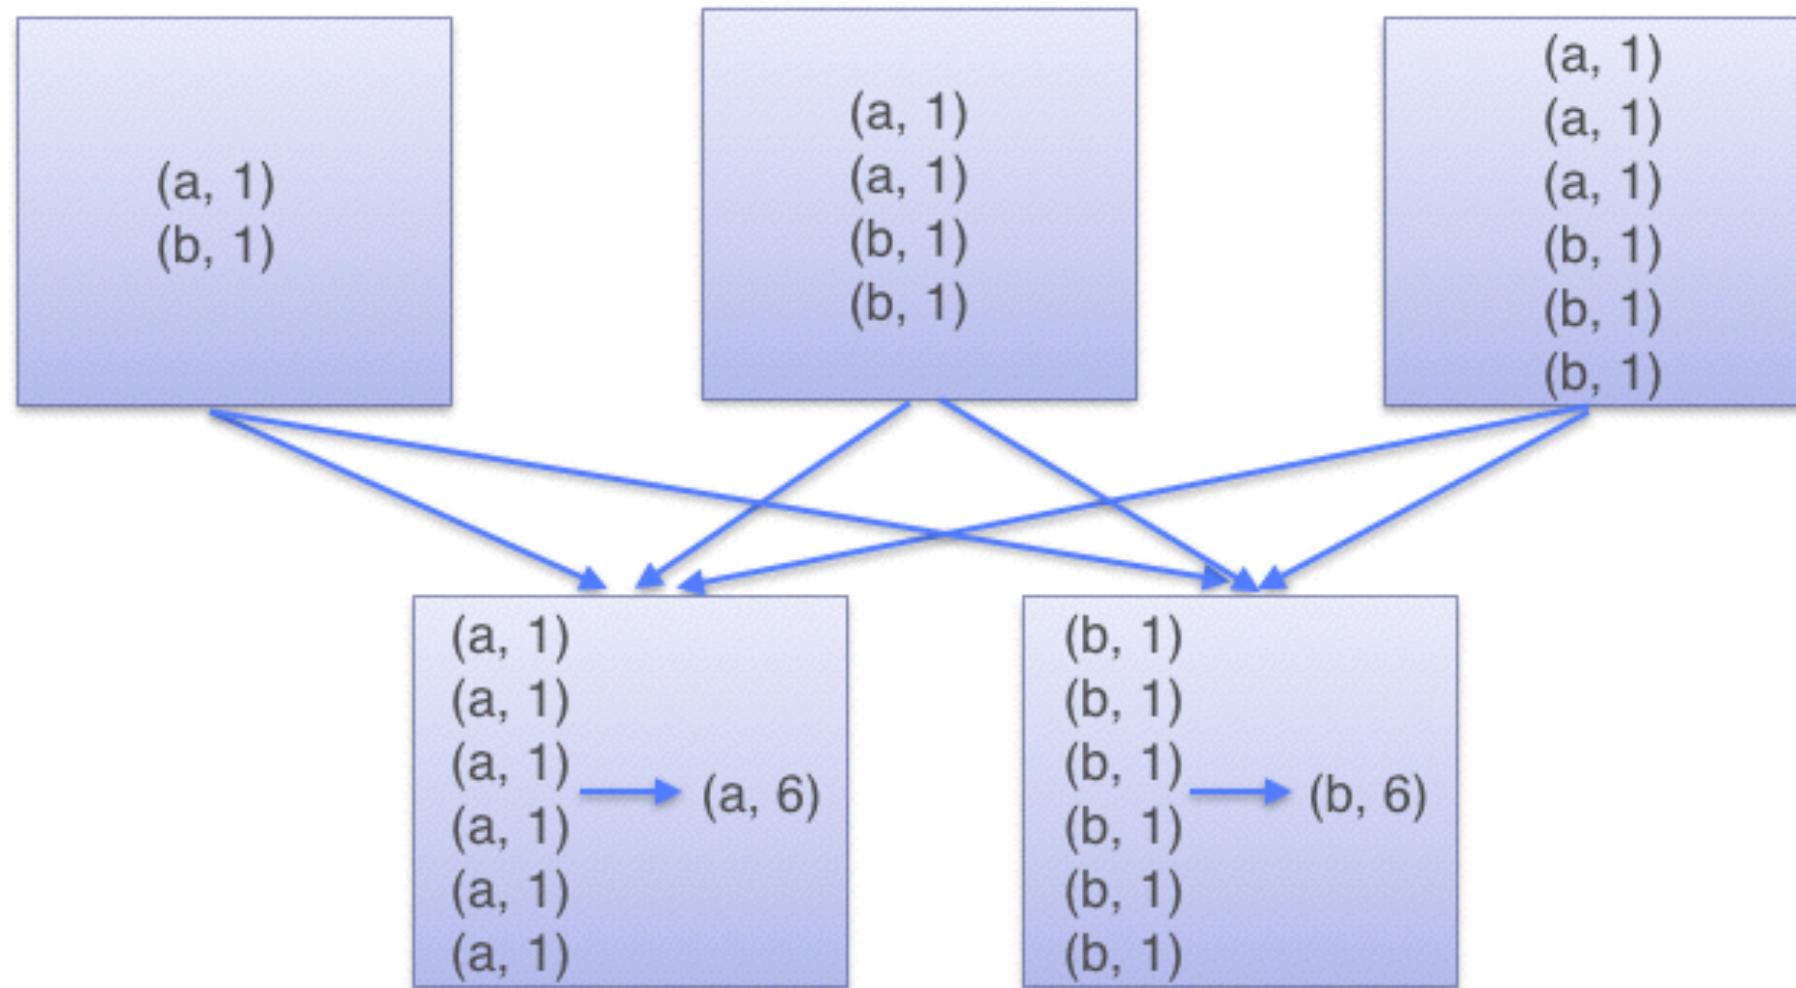 (a, 1)
(b, 1)
(a, 1)
(a, 1)
(b, 1)
(b, 1)
(a, 1)
(a, 1)
(a, 1)
(b, 1)
(b, 1)
(b, 1)
(a, 1)
(a, 1)
(a, 1)
(a, 1)
(a, 1)
(a, 1)
(a, 6)
(b, 1)
(b, 1)
(b, 1)
(b, 1)
(b, 1)
(b, 1)
(b, 6)